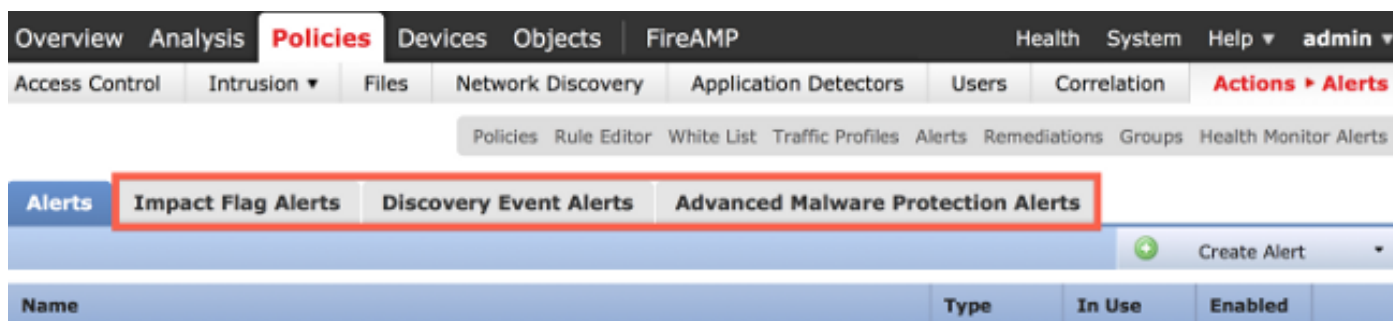 Overview Analysis Policies Devices Objects FireAMP Health System Help ▾ admin ▾
Access Control Intrusion ▾ Files Network Discovery Application Detectors Users Correlation Actions ▸ Alerts
Policies Rule Editor White List Traffic Profiles Alerts Remediations Groups Health Monitor Alerts
Alerts Impact Flag Alerts Discovery Event Alerts Advanced Malware Protection Alerts
Create Alert
Name Type In Use Enabled